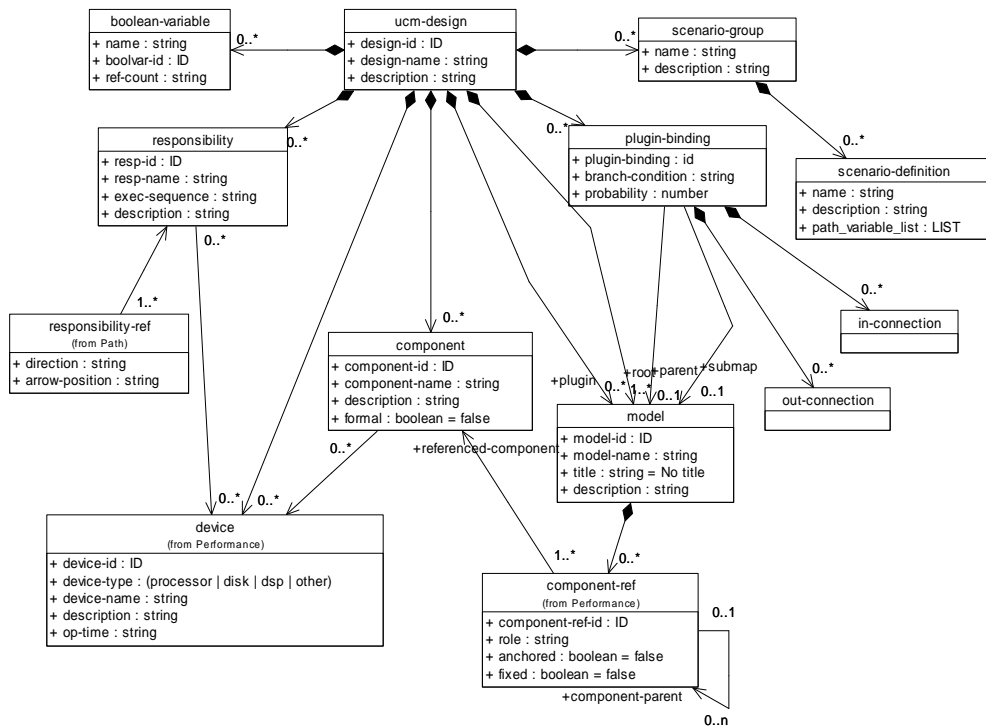 boolean-variable
+ name : string
+ boolvar-id : ID
+ ref-count : string
0..*
ucm-design
+ design-id : ID
+ design-name : string
+ description : string
0..*
scenario-group
+ name : string
+ description : string
0..*
responsibility
+ resp-id : ID
+ resp-name : string
+ exec-sequence : string
+ description : string
0..*
0..*
plugin-binding
+ plugin-binding : id
+ branch-condition : string
+ probability : number
0..*
scenario-definition
+ name : string
+ description : string
+ path_variable_list : LIST
0..*
1..*
responsibility-ref
(from Path)
+ direction : string
+ arrow-position : string
0..*
component
+ component-id : ID
+ component-name : string
+ description : string
+ formal : boolean = false
0..*
in-connection
0..*
out-connection
+plugin
0..*
+root
1..*
+parent
0..1
+submap
0..1
model
+ model-id : ID
+ model-name : string
+ title : string = No title
+ description : string
0..*
+referenced-component
0..*
0..*
device
(from Performance)
+ device-id : ID
+ device-type : (processor | disk | dsp | other)
+ device-name : string
+ description : string
+ op-time : string
1..*
0..*
component-ref
(from Performance)
+ component-ref-id : ID
+ role : string
+ anchored : boolean = false
+ fixed : boolean = false
0..1
+component-parent
0..n